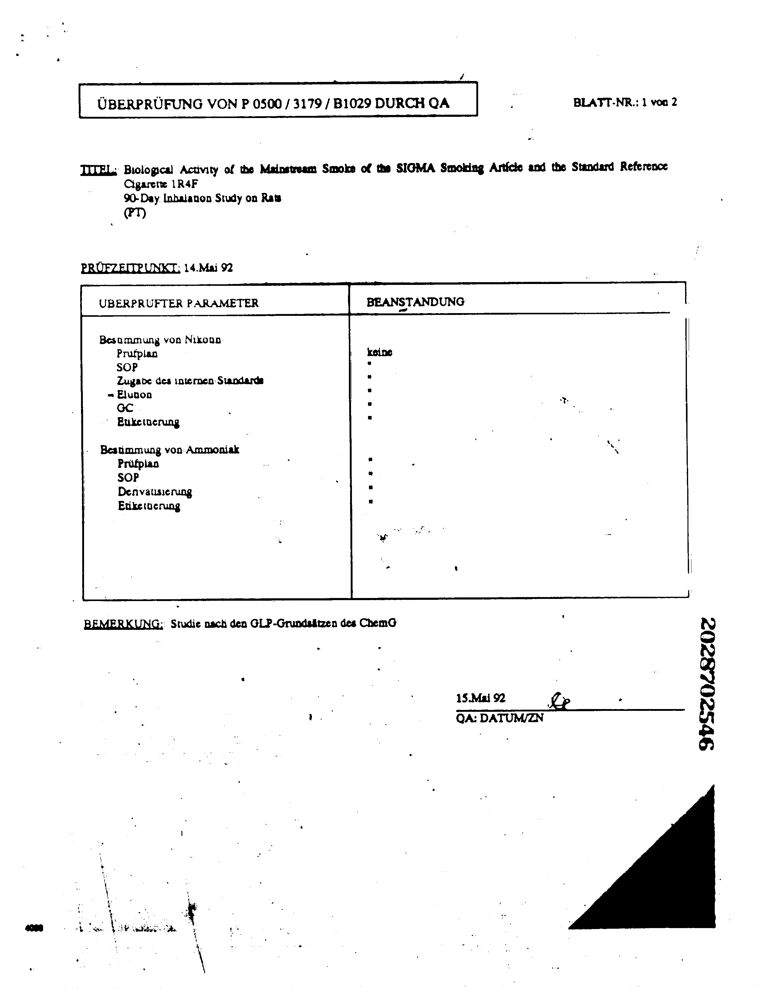 ÜBERPRÜFUNG VON P 0500 / 3179 / B1029 DURCH QA
BLATT-NR.: 1 von 2
TITEL: Biological Activity of the Mainstream Smoke of the SIGMA Smoking Article and the Standard Reference
Cigarette 1R4F
90-Day Inhalation Study on Rats
(PT)
PRÜFZEITPUNKT: 14.Mai 92
ÜBERPRÜFTER PARAMETER
BEANSTANDUNG
Bestimmung von Nikotin
Prüfplan keine
SOP "
Zugabe des internen Standards "
- Elution "
GC "
Etikettierung "
Bestimmung von Ammoniak
Prüfplan "
SOP "
Derivatisierung "
Etikettierung "
BEMERKUNG: Studie nach den GLP-Grundsätzen des ChemG
15.Mai 92
QA: DATUM/ZN
2028702546